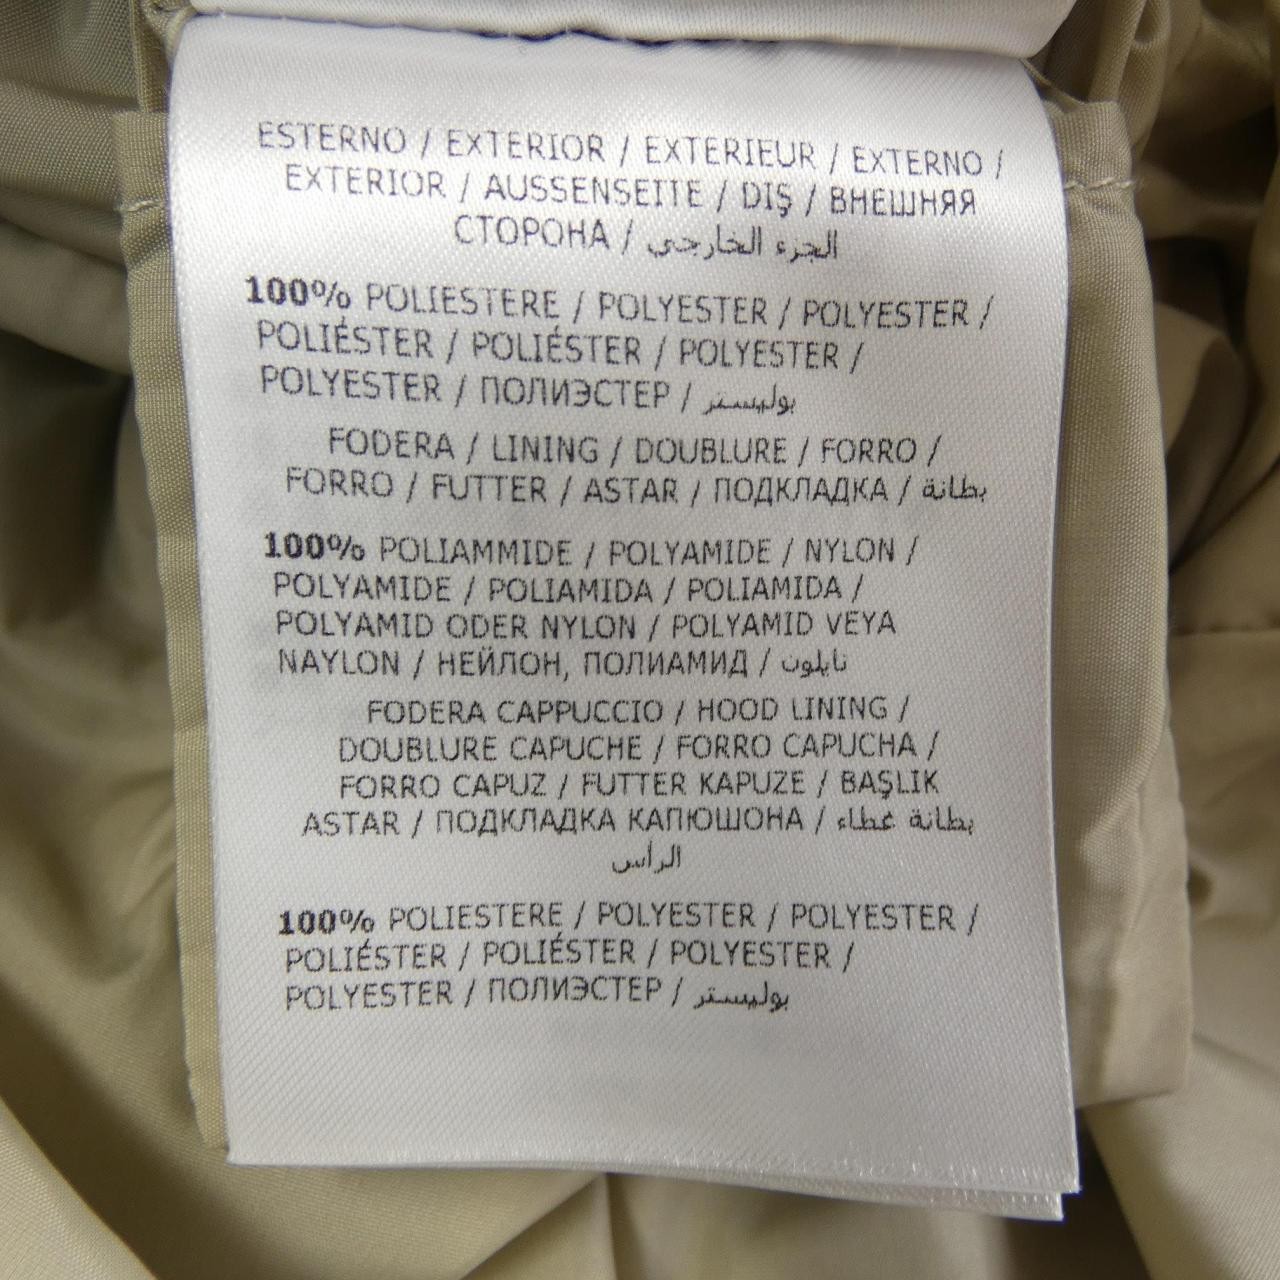 ESTERNO / EXTERIOR / EXTERIEUR / EXTERNO /
EXTERIOR / AUSSENSEITE / DIŞ / ВНЕШНЯЯ
СТОРОНА / الجزء الخارجي
100% POLIESTERE / POLYESTER / POLYESTER /
POLIÉSTER / POLIÉSTER / POLYESTER /
POLYESTER / ПОЛИЭСТЕР / بوليستر
FODERA / LINING / DOUBLURE / FORRO /
FORRO / FUTTER / ASTAR / ПОДКЛАДКА / بطانة
100% POLIAMMIDE / POLYAMIDE / NYLON /
POLYAMIDE / POLIAMIDA / POLIAMIDA /
POLYAMID ODER NYLON / POLYAMID VEYA
NAYLON / НЕЙЛОН, ПОЛИАМИД / نايلون
FODERA CAPPUCCIO / HOOD LINING /
DOUBLURE CAPUCHE / FORRO CAPUCHA /
FORRO CAPUZ / FUTTER KAPUZE / BAŞLIK
ASTAR / ПОДКЛАДКА КАПЮШОНА / بطانة غطاء
الرأس
100% POLIESTERE / POLYESTER / POLYESTER /
POLIÉSTER / POLIÉSTER / POLYESTER /
POLYESTER / ПОЛИЭСТЕР / بوليستر